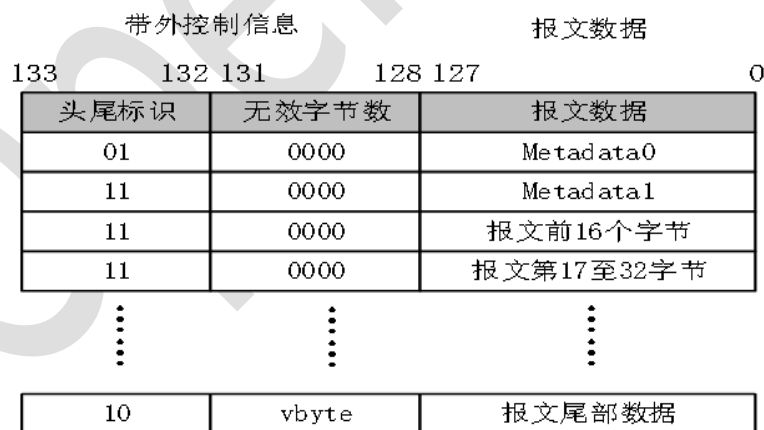 带外控制信息 报文数据
133 132 131 128 127 0
头尾标识 无效字节数 报文数据
01 0000 Metadata0
11 0000 Metadata1
11 0000 报文前16个字节
11 0000 报文第17至32字节
10 vbyte 报文尾部数据